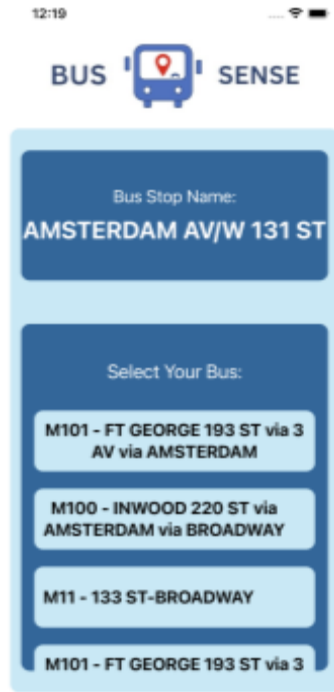 12:19
BUS SENSE
Bus Stop Name:
AMSTERDAM AV/W 131 ST
Select Your Bus:
M101 - FT GEORGE 193 ST via 3
AV via AMSTERDAM
M100 - INWOOD 220 ST via
AMSTERDAM via BROADWAY
M11 - 133 ST-BROADWAY
M101 - FT GEORGE 193 ST via 3